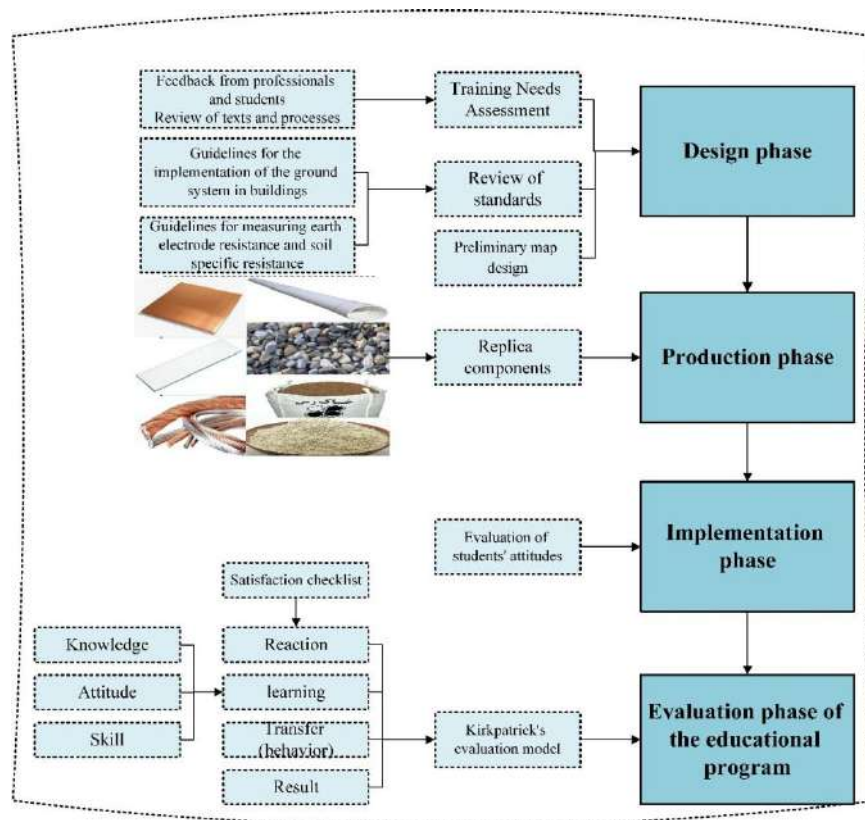 Feedback from professionals
and students
Review of texts and processes
Training Needs
Assessment
Design phase
Guidelines for the
implementation of the ground
system in buildings
Review of
standards
Guidelines for measuring earth
electrode resistance and soil
specific resistance
Preliminary map
design
Replica
components
Production phase
Evaluation of
students' attitudes
Implementation
phase
Satisfaction checklist
Knowledge
Reaction
Attitude
learning
Skill
Transfer
(behavior)
Result
Kirkpatrick's
evaluation model
Evaluation phase of
the educational
program